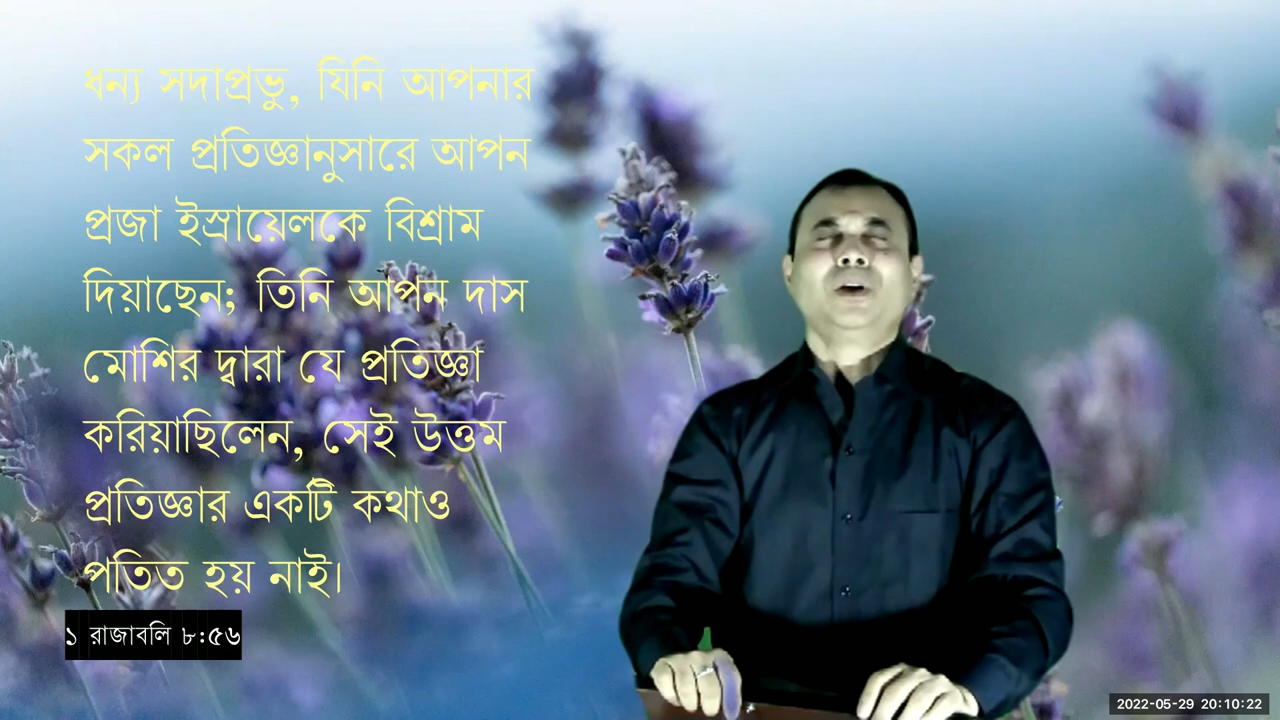 ধন্য সদাপ্রভু, যিনি আপনার
সকল প্রতিজ্ঞানুসারে আপন
প্রজা ইস্রায়েলকে বিশ্রাম
দিয়াছেন; তিনি আপন দাস
মোশির দ্বারা যে প্রতিজ্ঞা
করিয়াছিলেন, সেই উত্তম
প্রতিজ্ঞার একটি কথাও
পতিত হয় নাই।
১ রাজাবলি ৮:৫৬
2022-05-29 20:10:22